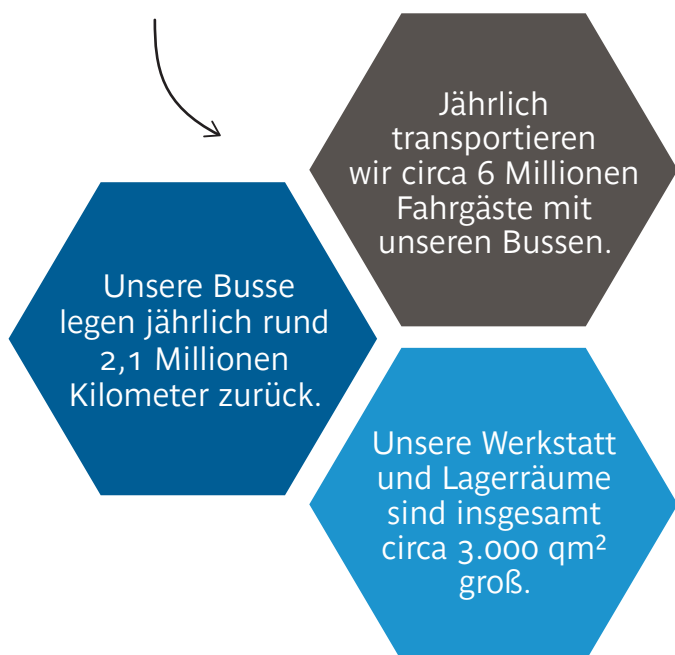 Jährlich
transportieren
wir circa 6 Millionen
Fahrgäste mit
unseren Bussen.
Unsere Busse
legen jährlich rund
2,1 Millionen
Kilometer zurück.
Unsere Werkstatt
und Lagerräume
sind insgesamt
circa 3.000 qm²
groß.